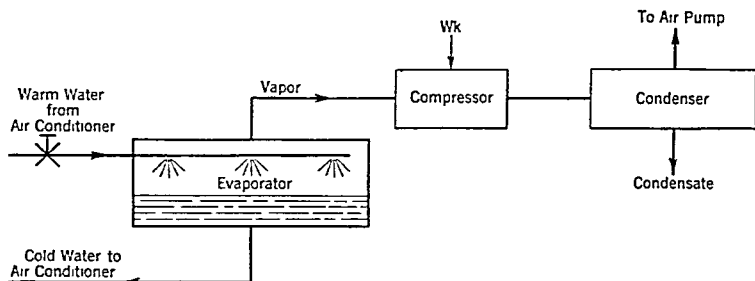 To Air Pump
Wk
Warm Water
from
Air Conditioner
Vapor
Compressor
Condenser
Evaporator
Condensate
Cold Water to
Air Conditioner